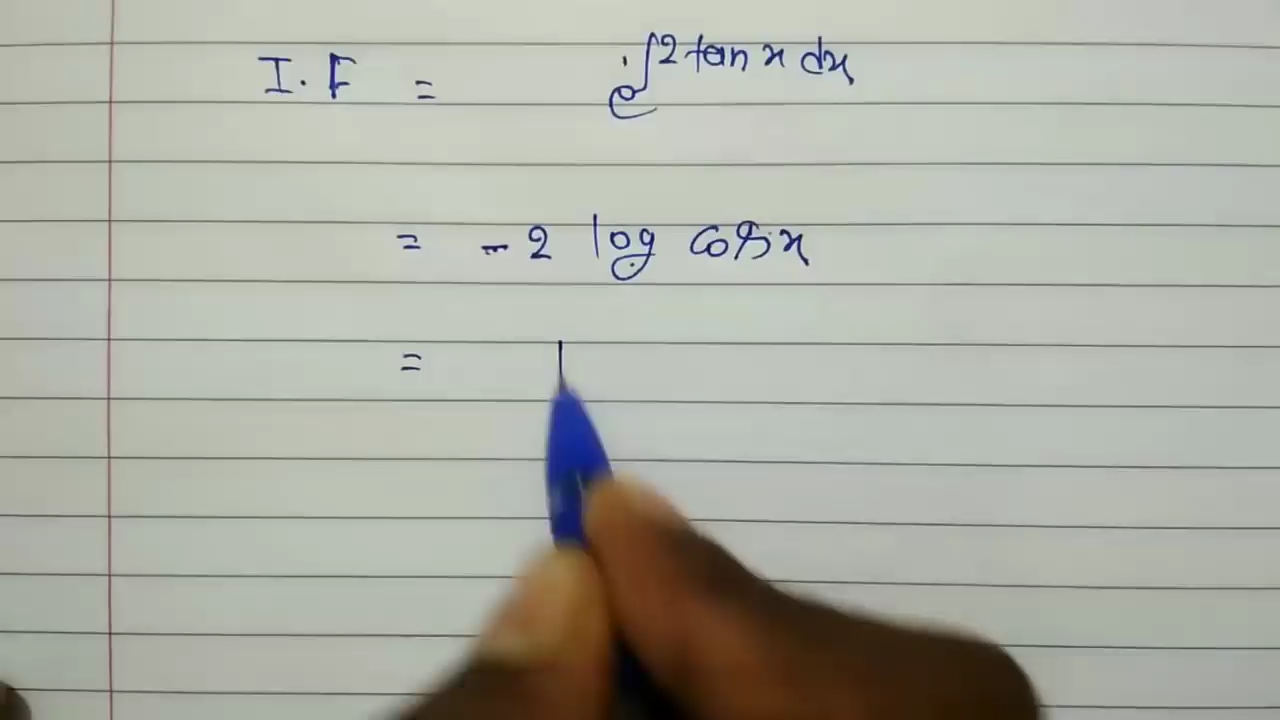 I.F = e^∫2 tan x dx
= -2 log cos x
=